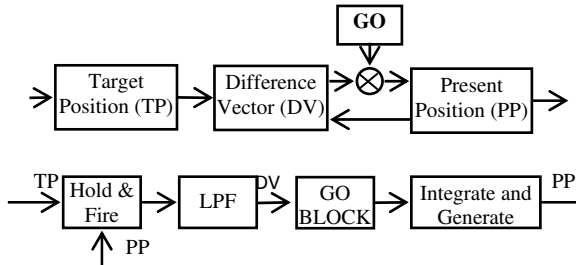 GO
Target
Position (TP)
Difference
Vector (DV)
Present
Position (PP)
TP
Hold &
Fire
PP
LPF
DV
GO
BLOCK
Integrate and
Generate
PP